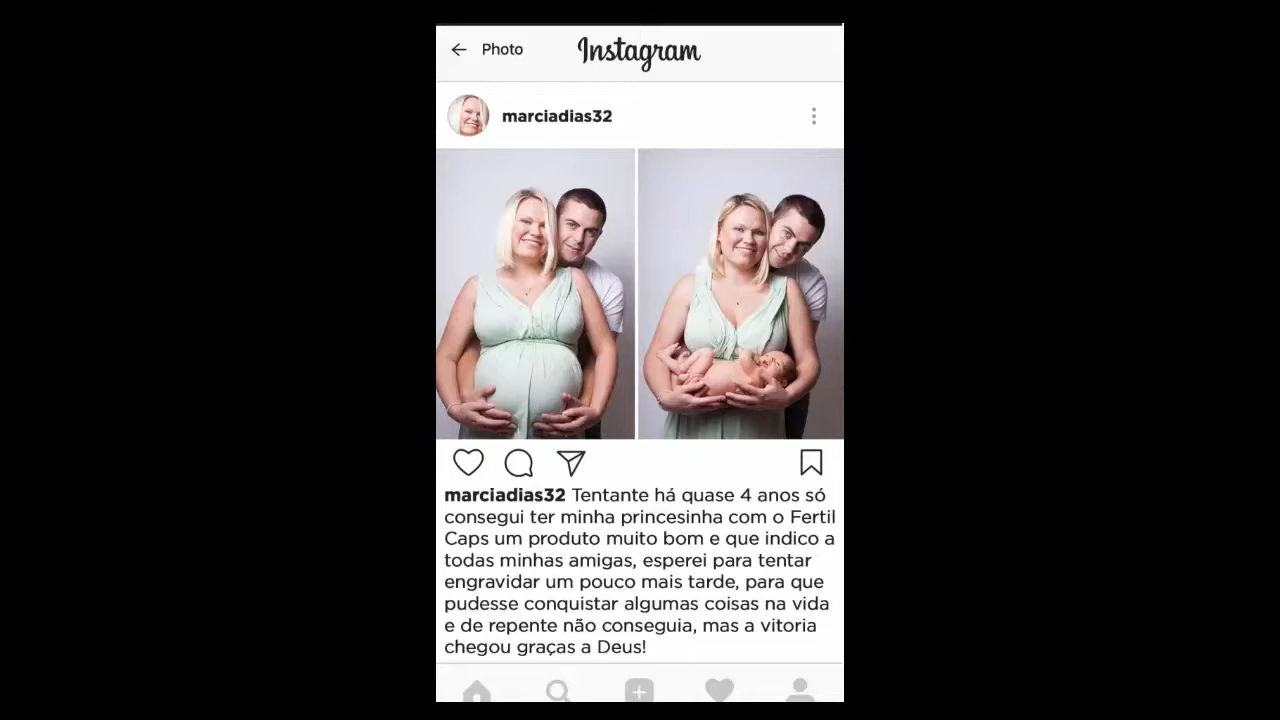 Photo
Instagram
marciadias32
marciadias32 Tentante há quase 4 anos só
consegui ter minha princesinha com o Fertil
Caps um produto muito bom e que indico a
todas minhas amigas, esperei para tentar
engravidar um pouco mais tarde, para que
pudesse conquistar algumas coisas na vida
e de repente não conseguia, mas a vitoria
chegou graças a Deus!